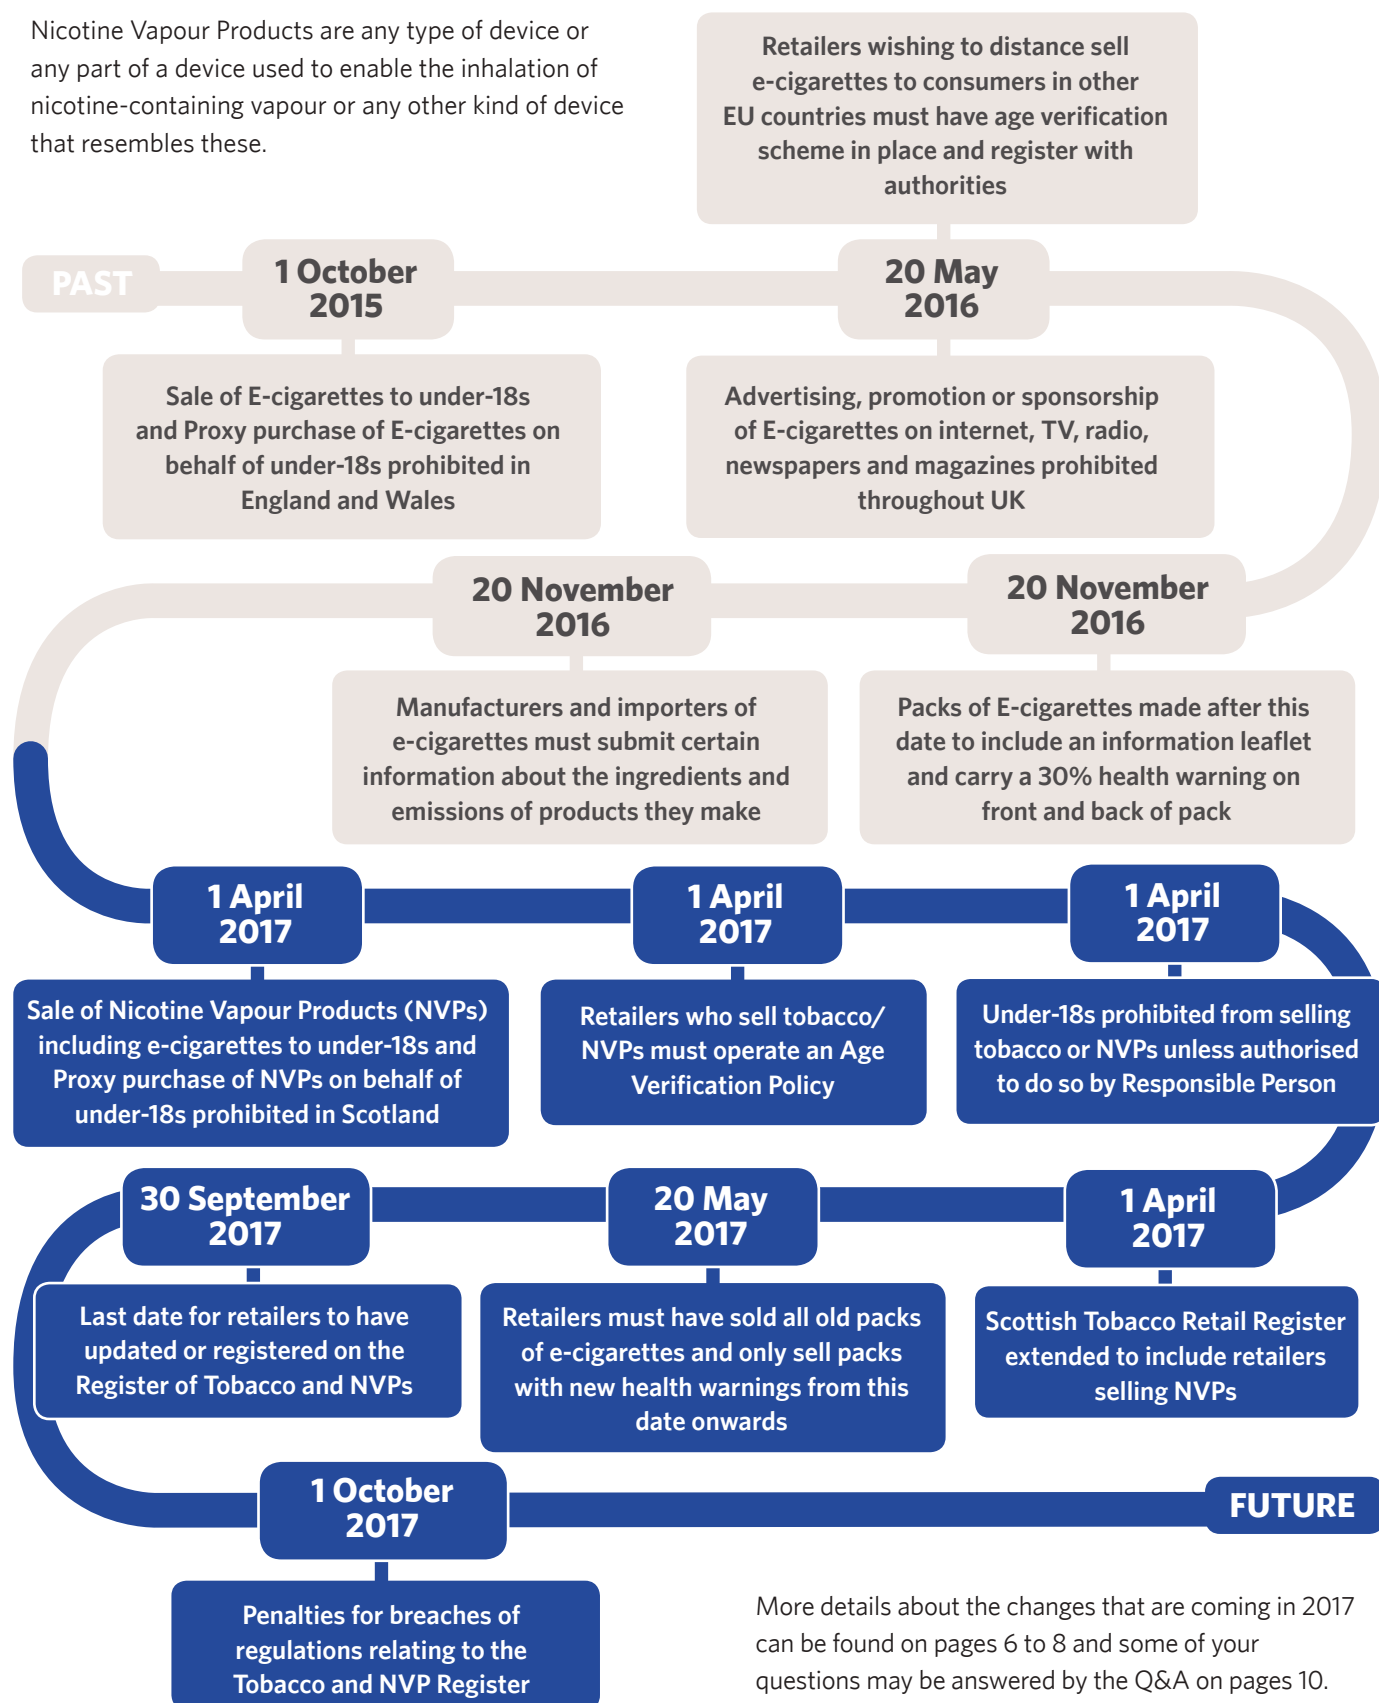 Nicotine Vapour Products are any type of device or
any part of a device used to enable the inhalation of
nicotine-containing vapour or any other kind of device
that resembles these.
Retailers wishing to distance sell
e-cigarettes to consumers in other
EU countries must have age verification
scheme in place and register with
authorities
PAST
1 October
2015
20 May
2016
Sale of E-cigarettes to under-18s
and Proxy purchase of E-cigarettes on
behalf of under-18s prohibited in
England and Wales
Advertising, promotion or sponsorship
of E-cigarettes on internet, TV, radio,
newspapers and magazines prohibited
throughout UK
20 November
2016
20 November
2016
Manufacturers and importers of
e-cigarettes must submit certain
information about the ingredients and
emissions of products they make
Packs of E-cigarettes made after this
date to include an information leaflet
and carry a 30% health warning on
front and back of pack
1 April
2017
1 April
2017
1 April
2017
Sale of Nicotine Vapour Products (NVPs)
including e-cigarettes to under-18s and
Proxy purchase of NVPs on behalf of
under-18s prohibited in Scotland
Retailers who sell tobacco/
NVPs must operate an Age
Verification Policy
Under-18s prohibited from selling
tobacco or NVPs unless authorised
to do so by Responsible Person
30 September
2017
20 May
2017
1 April
2017
Last date for retailers to have
updated or registered on the
Register of Tobacco and NVPs
Retailers must have sold all old packs
of e-cigarettes and only sell packs
with new health warnings from this
date onwards
Scottish Tobacco Retail Register
extended to include retailers
selling NVPs
1 October
2017
FUTURE
Penalties for breaches of
regulations relating to the
Tobacco and NVP Register
More details about the changes that are coming in 2017
can be found on pages 6 to 8 and some of your
questions may be answered by the Q&A on pages 10.